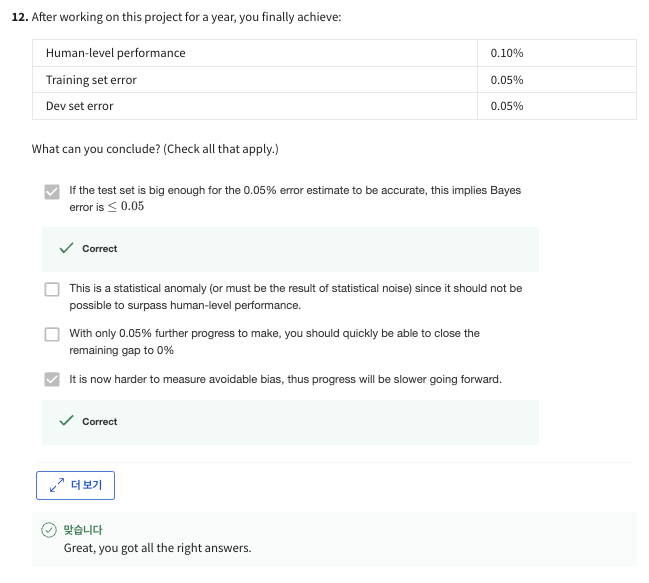 12. After working on this project for a year, you finally achieve:
Human-level performance 0.10%
Training set error 0.05%
Dev set error 0.05%
What can you conclude? (Check all that apply.)
If the test set is big enough for the 0.05% error estimate to be accurate, this implies Bayes
error is ≤ 0.05
Correct
This is a statistical anomaly (or must be the result of statistical noise) since it should not be
possible to surpass human-level performance.
With only 0.05% further progress to make, you should quickly be able to close the
remaining gap to 0%
It is now harder to measure avoidable bias, thus progress will be slower going forward.
Correct
더 보기
맞습니다
Great, you got all the right answers.